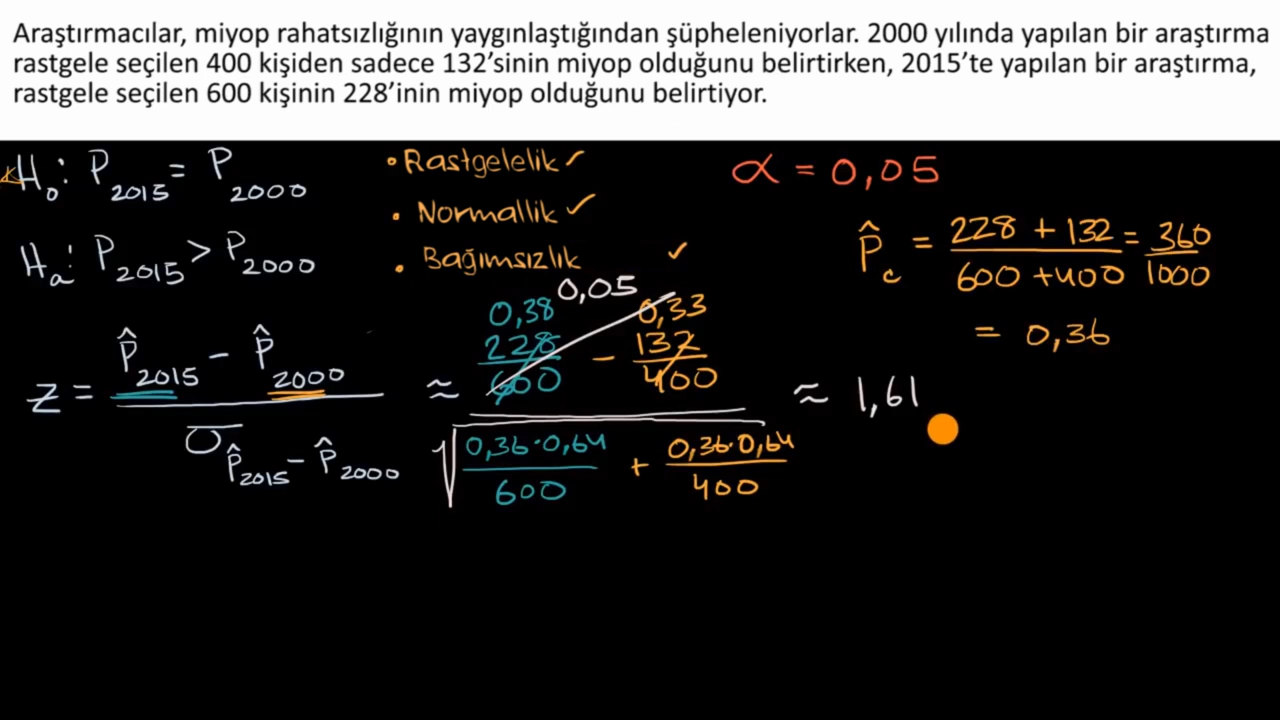 Araştırmacılar, miyop rahatsızlığının yaygınlaştığından şüpheleniyorlar. 2000 yılında yapılan bir araştırma
rastgele seçilen 400 kişiden sadece 132’sinin miyop olduğunu belirtirken, 2015’te yapılan bir araştırma,
rastgele seçilen 600 kişinin 228’inin miyop olduğunu belirtiyor.
H₀: P₂₀₁₅ = P₂₀₀₀
Hₐ: P₂₀₁₅ > P₂₀₀₀
• Rastgelelik ✓
• Normallik ✓
• Bağımsızlık ✓
α = 0,05
P̂c = (228 + 132)/(600 + 400) = 360/1000
= 0,36
0,05
0,38 0,33
z = (P̂₂₀₁₅ - P̂₂₀₀₀)/σ P̂₂₀₁₅ - P̂₂₀₀₀ ≈ (228/600 - 132/400)/√(0,36·0,64/600 + 0,36·0,64/400) ≈ 1,61